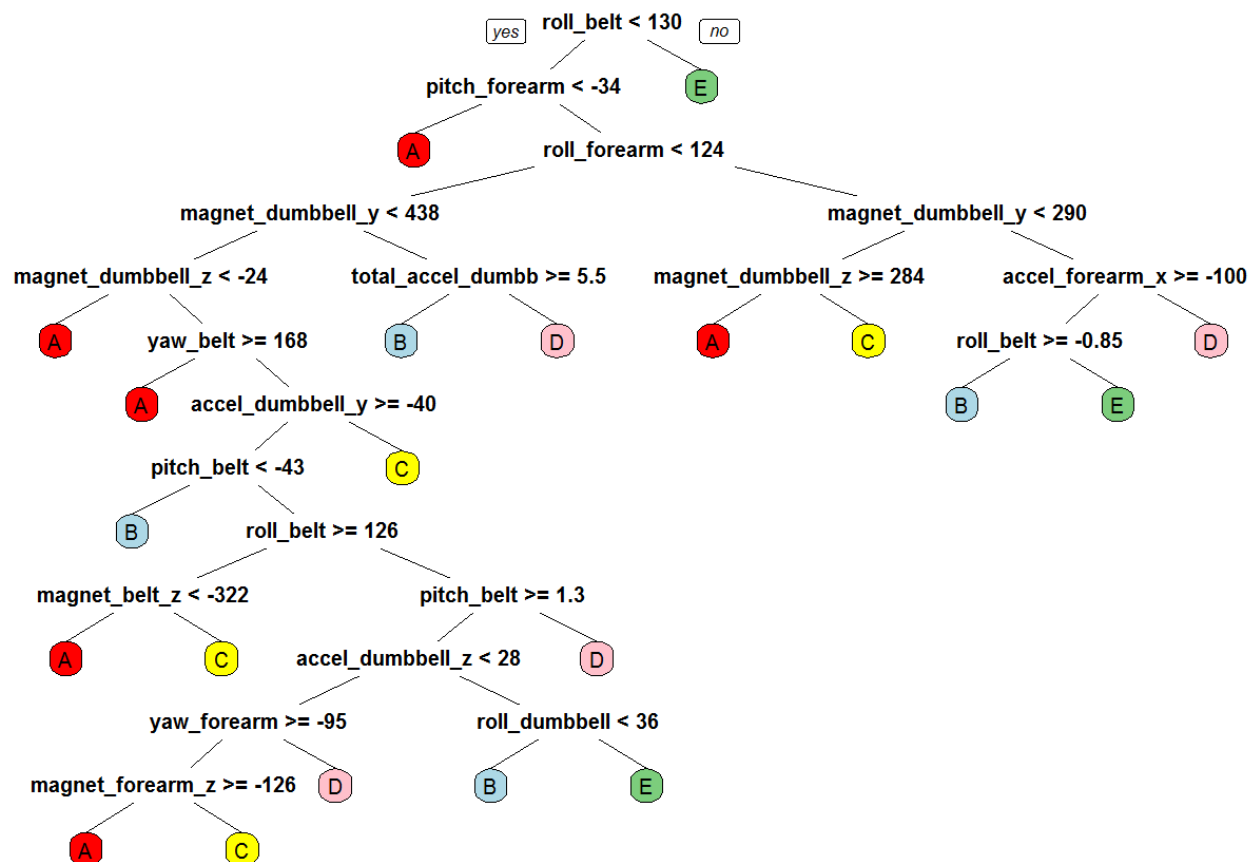 yes roll_belt < 130 no
pitch_forearm < -34 E
A roll_forearm < 124
magnet_dumbbell_y < 438 magnet_dumbbell_y < 290
magnet_dumbbell_z < -24 total_accel_dumbb >= 5.5 magnet_dumbbell_z >= 284 accel_forearm_x >= -100
A yaw_belt >= 168 B D A C roll_belt >= -0.85 D
A accel_dumbbell_y >= -40 B E
pitch_belt < -43 C
B roll_belt >= 126
magnet_belt_z < -322 pitch_belt >= 1.3
A C accel_dumbbell_z < 28 D
yaw_forearm >= -95 roll_dumbbell < 36
magnet_forearm_z >= -126 D B E
A C